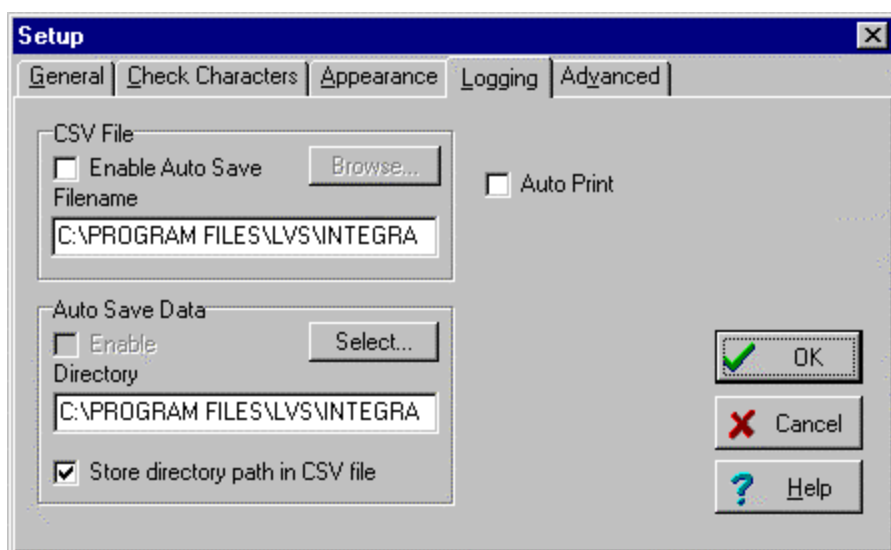 Setup
General Check Characters Appearance Logging Advanced
CSV File
Enable Auto Save Browse...
Filename
C:\PROGRAM FILES\LVS\INTEGRA
Auto Print
Auto Save Data
Enable Select...
Directory
C:\PROGRAM FILES\LVS\INTEGRA
Store directory path in CSV file
OK
Cancel
Help